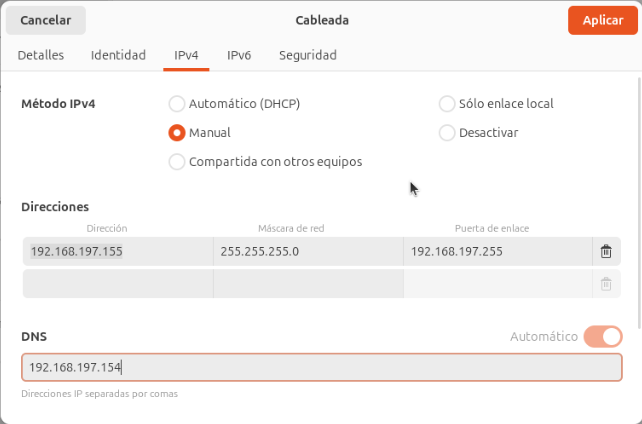 Cancelar Cableada Aplicar
Detalles Identidad IPv4 IPv6 Seguridad
Método IPv4 Automático (DHCP) Sólo enlace local
Manual Desactivar
Compartida con otros equipos
Direcciones
Dirección Máscara de red Puerta de enlace
192.168.197.155 255.255.255.0 192.168.197.255
DNS Automático
192.168.197.154
Direcciones IP separadas por comas